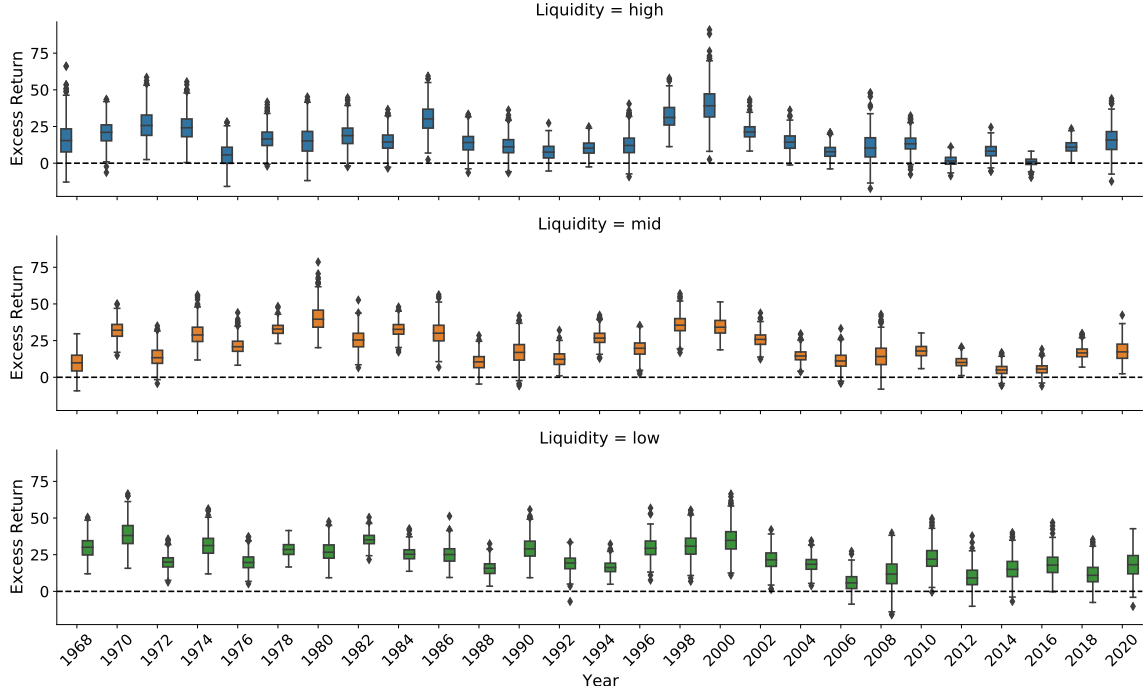 Liquidity = high
Excess Return
75
50
25
0
Liquidity = mid
Excess Return
75
50
25
0
Liquidity = low
Excess Return
75
50
25
0
1968 1970 1972 1974 1976 1978 1980 1982 1984 1986 1988 1990 1992 1994 1996 1998 2000 2002 2004 2006 2008 2010 2012 2014 2016 2018 2020
Year